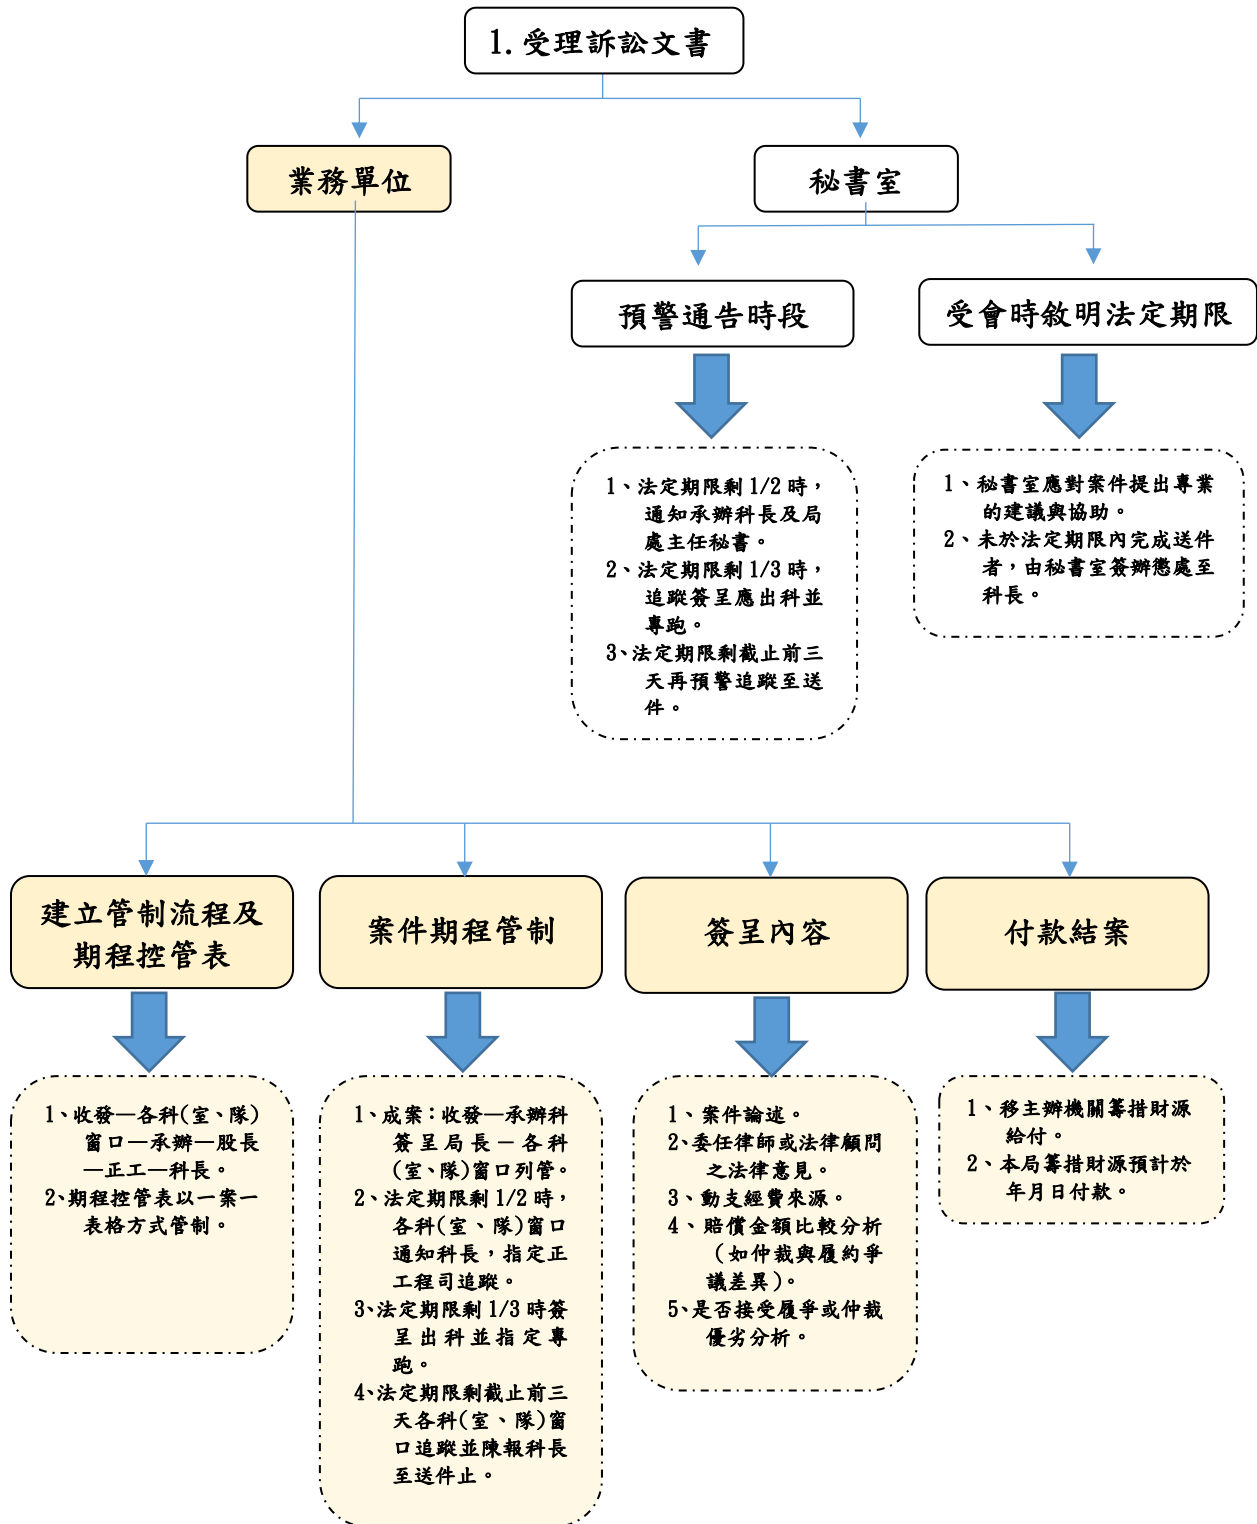 1.受理訴訟文書
業務單位
秘書室
預警通告時段
受會時敘明法定期限
1、法定期限剩 1/2 時，
通知承辦科長及局
處主任秘書。
2、法定期限剩 1/3 時，
追蹤簽呈應出科並
專跑。
3、法定期限剩截止前三
天再預警追蹤至送
件。
1、秘書室應對案件提出專業
的建議與協助。
2、未於法定期限內完成送件
者，由秘書室簽辦懲處至
科長。
建立管制流程及
期程控管表
案件期程管制
簽呈內容
付款結案
1、收發—各科(室、隊)
窗口—承辦—股長
—正工—科長。
2、期程控管表以一案一
表格方式管制。
1、成案：收發—承辦科
簽呈局長－各科
(室、隊)窗口列管。
2、法定期限剩 1/2 時，
各科(室、隊)窗口
通知科長，指定正
工程司追蹤。
3、法定期限剩 1/3 時簽
呈出科並指定專
跑。
4、法定期限剩截止前三
天各科(室、隊)窗
口追蹤並陳報科長
至送件止。
1、案件論述。
2、委任律師或法律顧問
之法律意見。
3、動支經費來源。
4、賠償金額比較分析
(如仲裁與履約爭
議差異)。
5、是否接受履爭或仲裁
優劣分析。
1、移主辦機關籌措財源
給付。
2、本局籌措財源預計於
年月日付款。